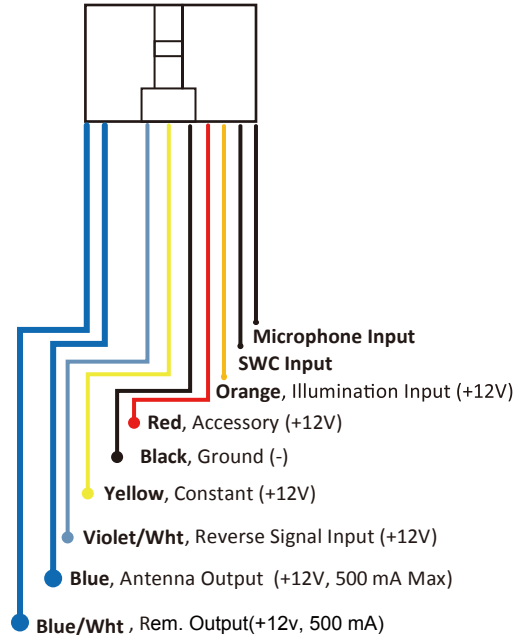 Microphone Input
SWC Input
Orange, Illumination Input (+12V)
Red, Accessory (+12V)
Black, Ground (-)
Yellow, Constant (+12V)
Violet/Wht, Reverse Signal Input (+12V)
Blue, Antenna Output (+12V, 500 mA Max)
Blue/Wht , Rem. Output(+12v, 500 mA)